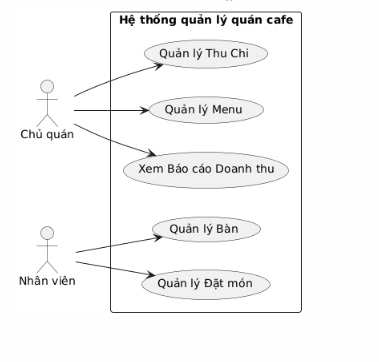 Hệ thống quản lý quán cafe
Quản lý Thu Chi
Quản lý Menu
Chủ quán
Xem Báo cáo Doanh thu
Quản lý Bàn
Nhân viên
Quản lý Đặt món